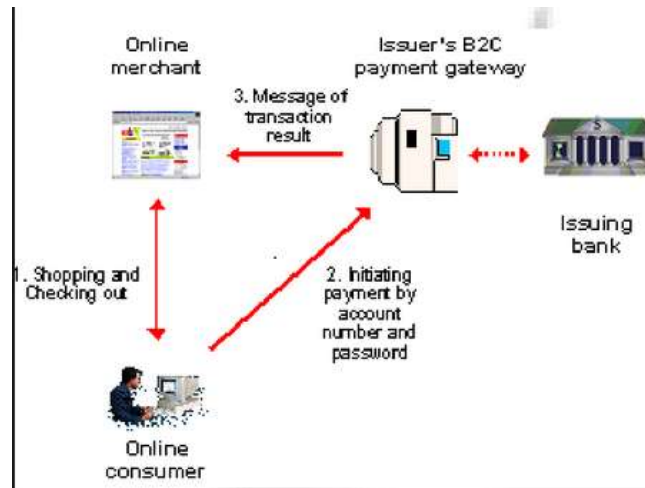 Online
merchant
Issuer's B2C
payment gateway
3. Message of
transaction
result
Issuing
bank
1. Shopping and
Checking out
2. Initiating
payment by
account
number and
password
Online
consumer